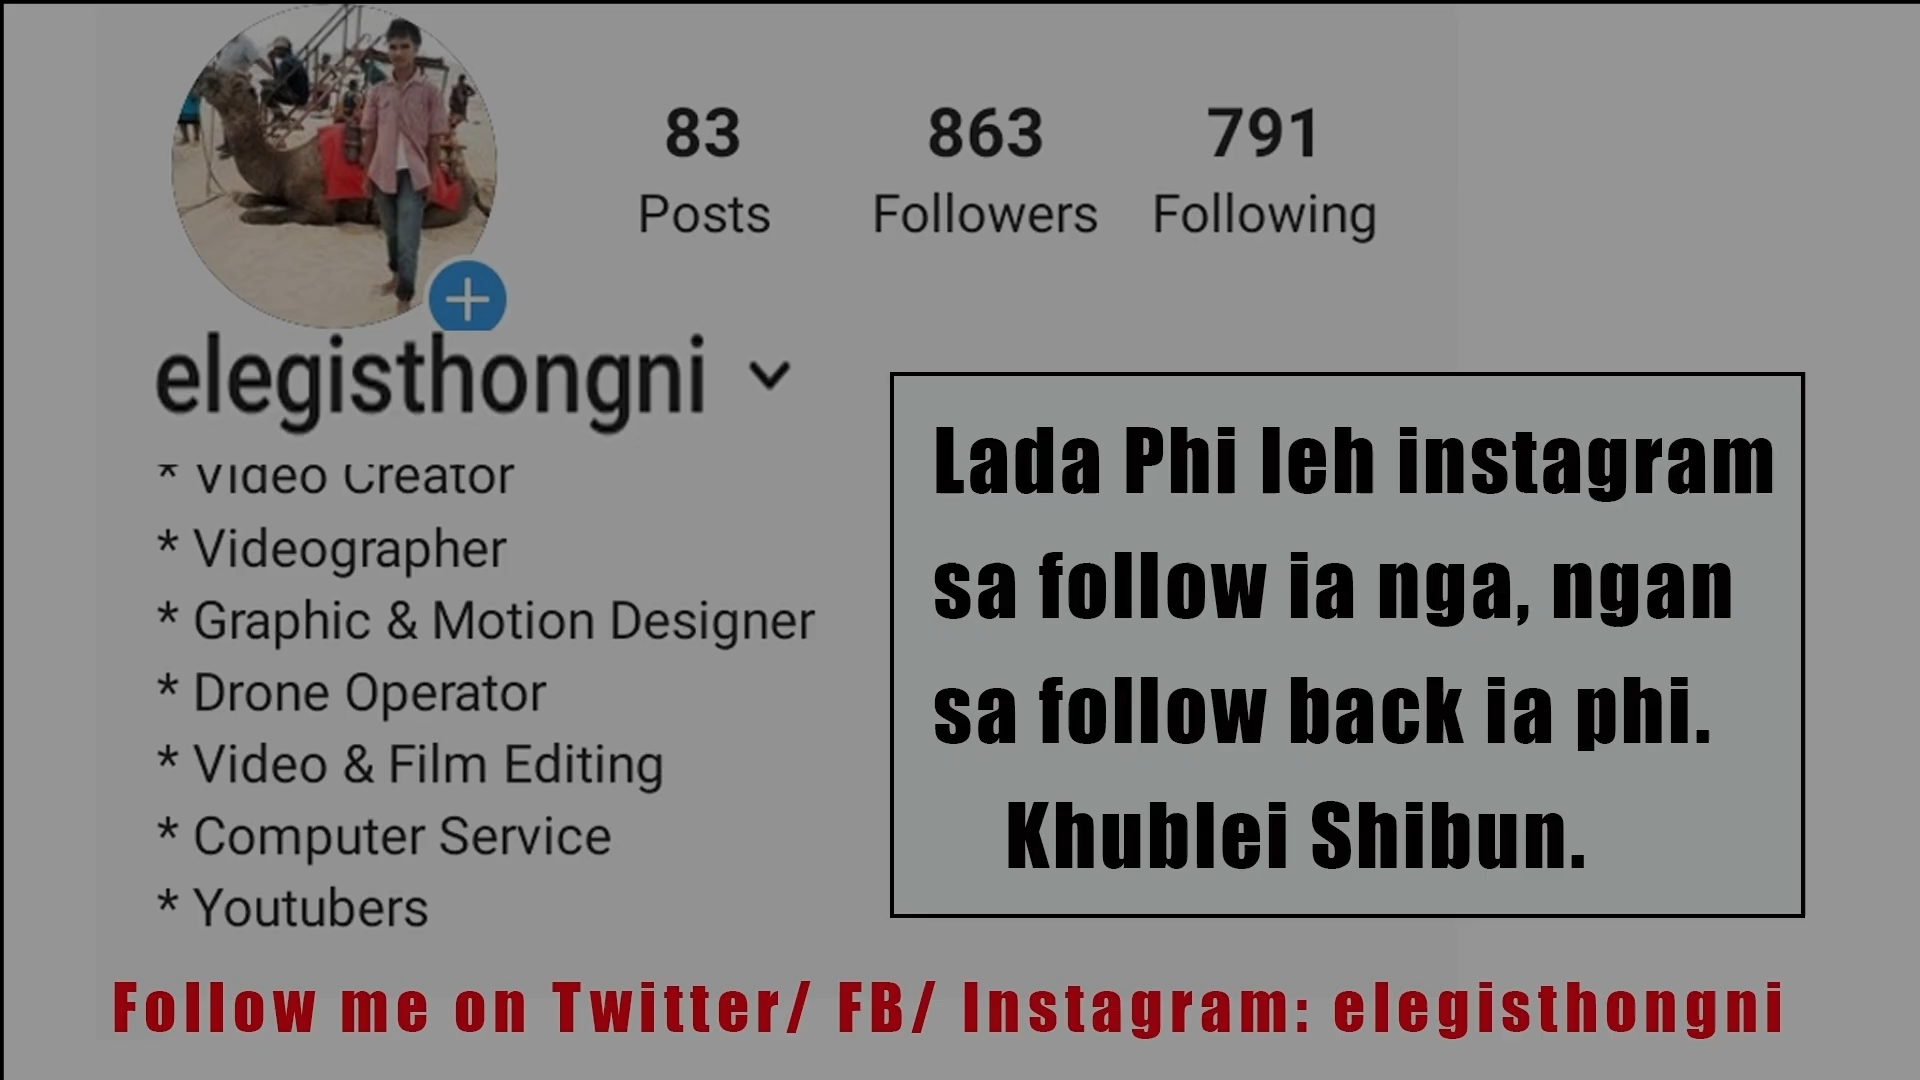 83 863 791
Posts Followers Following
elegisthongni
* Video Creator
* Videographer
* Graphic & Motion Designer
* Drone Operator
* Video & Film Editing
* Computer Service
* Youtubers
Lada Phi leh instagram
sa follow ia nga, ngan
sa follow back ia phi.
Khublei Shibun.
Follow me on Twitter/ FB/ Instagram: elegisthongni